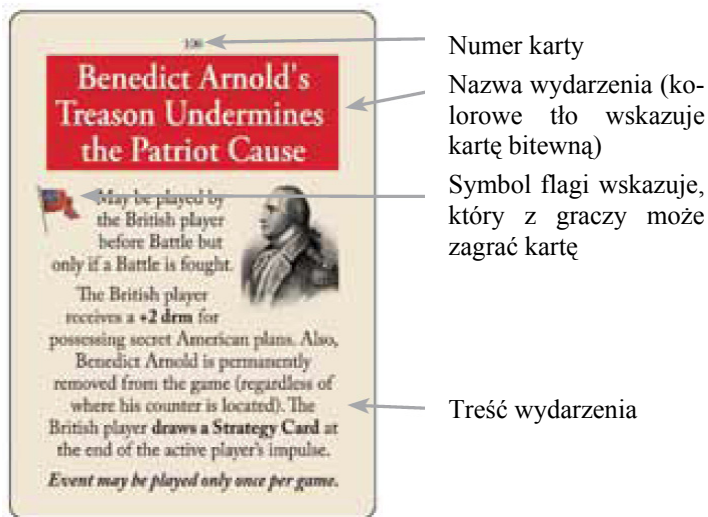 108
Benedict Arnold's
Treason Undermines
the Patriot Cause
May be played by
the British player
before Battle but
only if a Battle is fought.
The British player
receives a +2 drm for
possessing secret American plans. Also,
Benedict Arnold is permanently
removed from the game (regardless of
where his counter is located). The
British player draws a Strategy Card at
the end of the active player's impulse.
Event may be played only once per game.
Numer karty
Nazwa wydarzenia (ko-
lorowe tło wskazuje
kartę bitewną)
Symbol flagi wskazuje,
który z graczy może
zagrać kartę
Treść wydarzenia